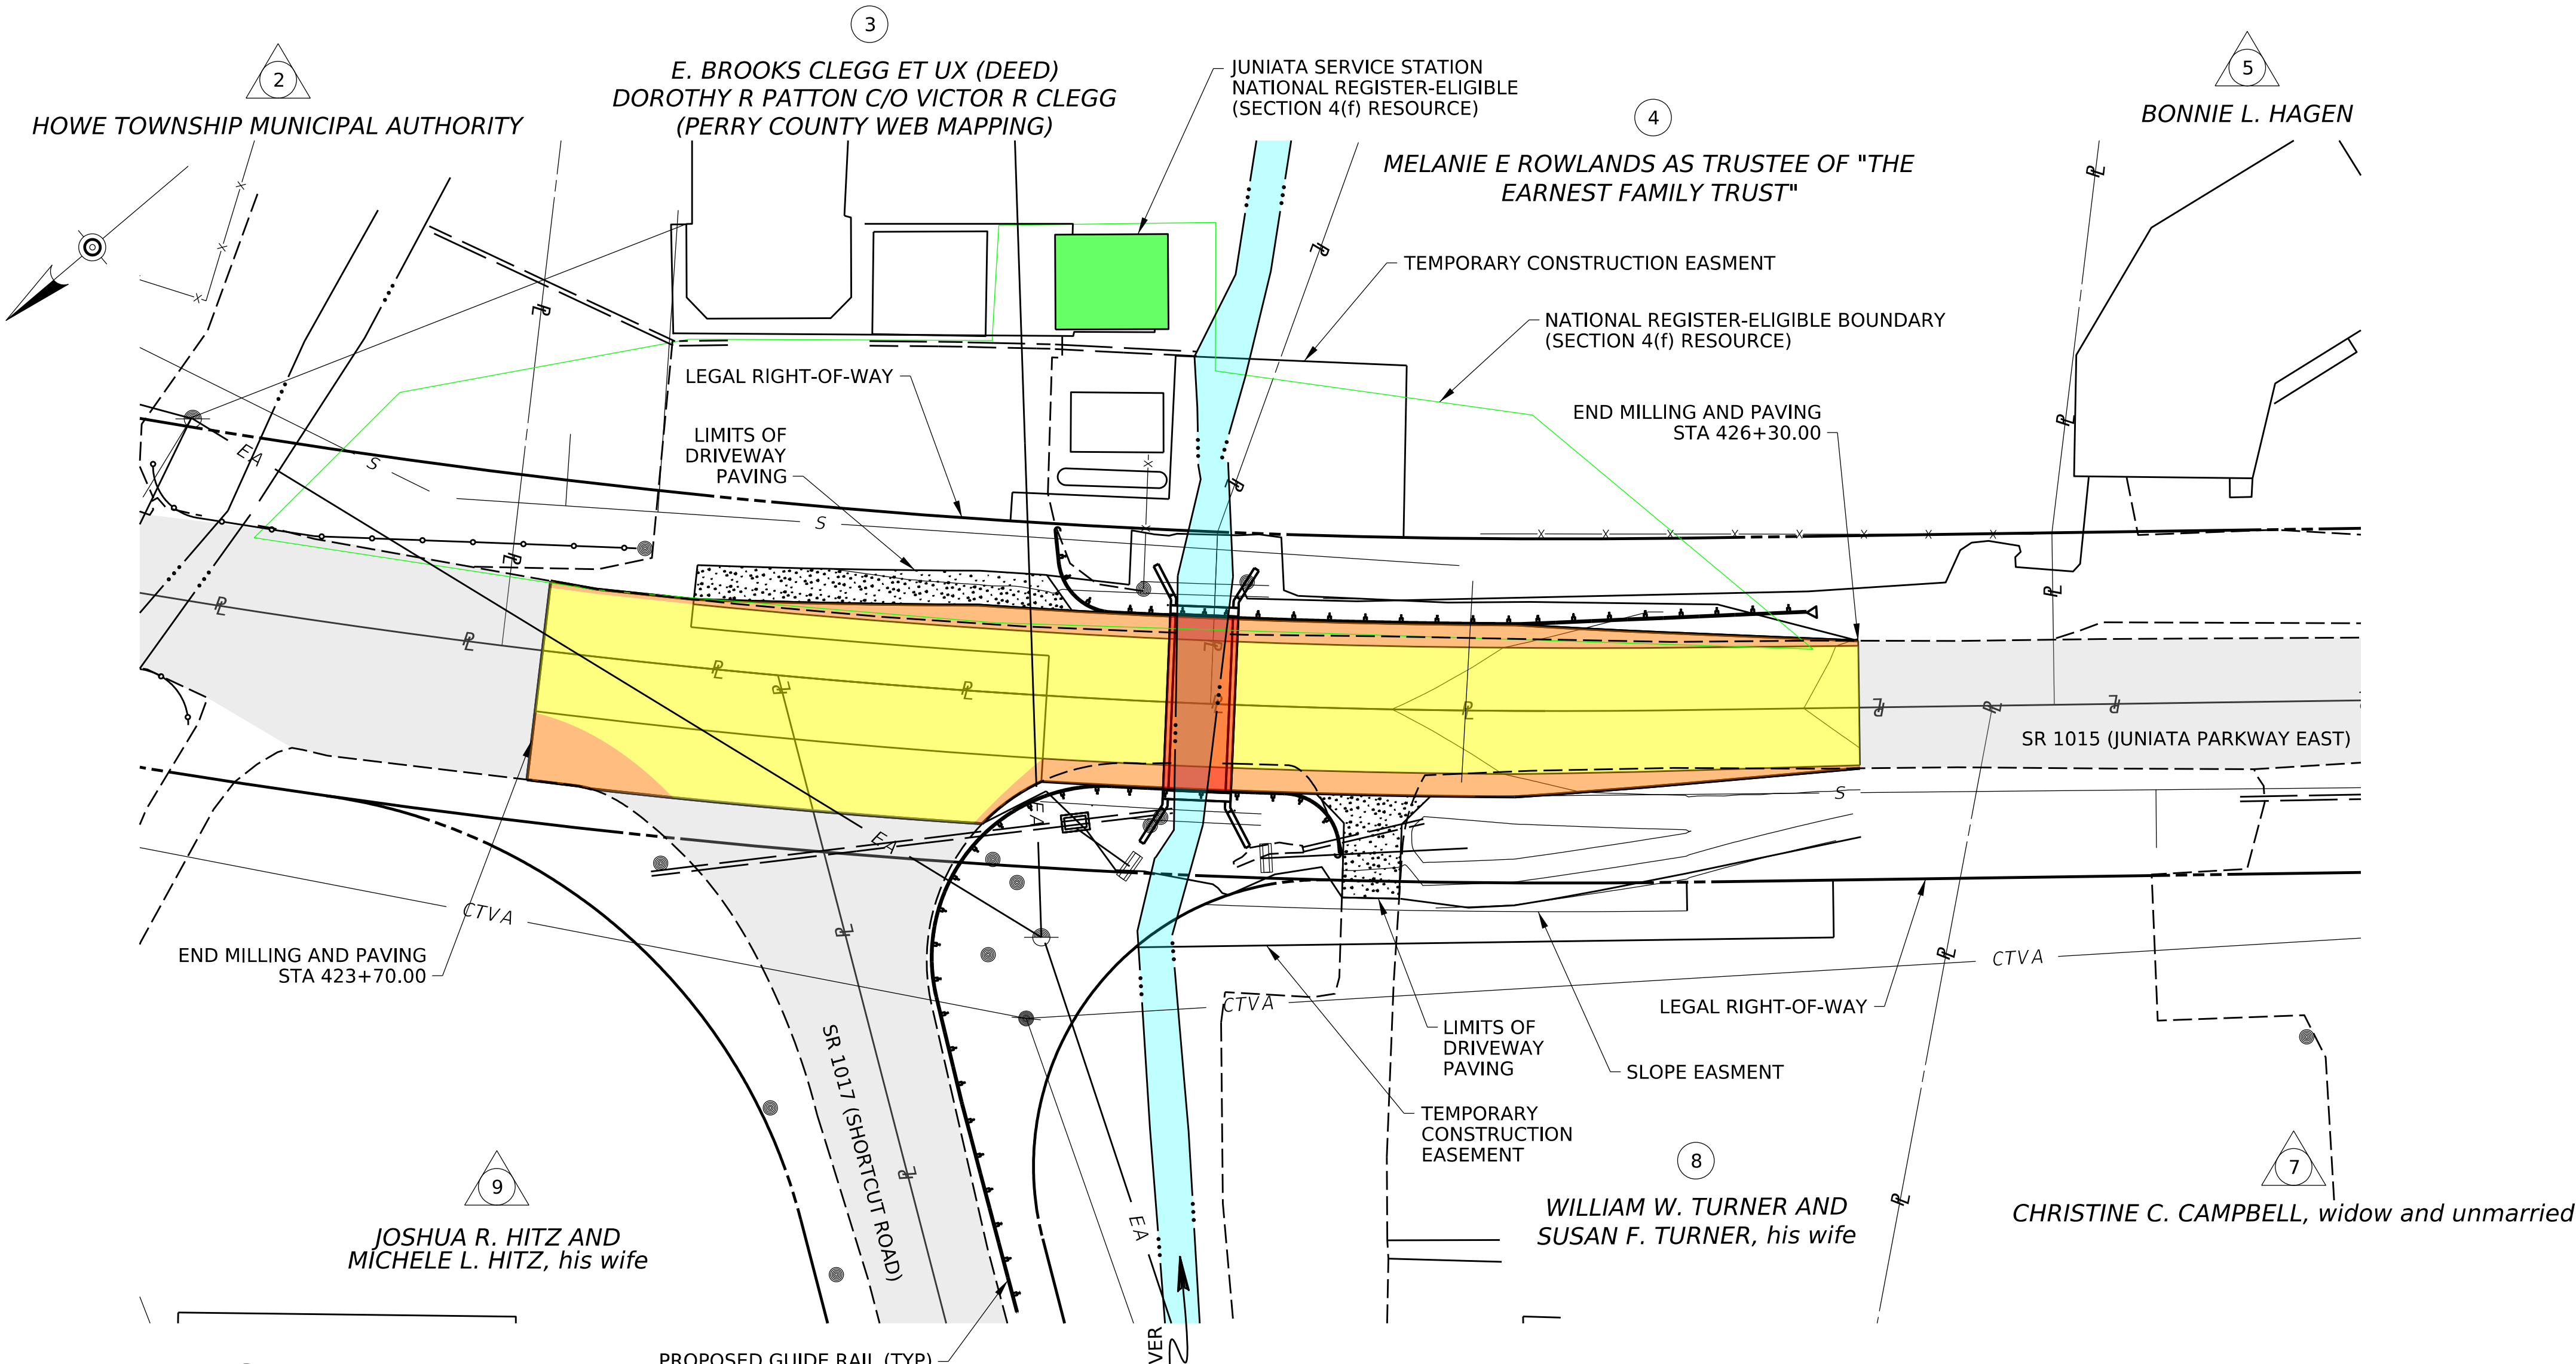 2
HOWE TOWNSHIP MUNICIPAL AUTHORITY
3
E. BROOKS CLEGG ET UX (DEED)
DOROTHY R PATTON C/O VICTOR R CLEGG
(PERRY COUNTY WEB MAPPING)
JUNIATA SERVICE STATION
NATIONAL REGISTER-ELIGIBLE
(SECTION 4(f) RESOURCE)
4
MELANIE E ROWLANDS AS TRUSTEE OF "THE
EARNEST FAMILY TRUST"
5
BONNIE L. HAGEN
TEMPORARY CONSTRUCTION EASMENT
NATIONAL REGISTER-ELIGIBLE BOUNDARY
(SECTION 4(f) RESOURCE)
LEGAL RIGHT-OF-WAY
END MILLING AND PAVING
STA 426+30.00
LIMITS OF
DRIVEWAY
PAVING
EA
S
S
SR 1015 (JUNIATA PARKWAY EAST)
S
EA
EA
CTVA
END MILLING AND PAVING
STA 423+70.00
CTVA
CTVA
LEGAL RIGHT-OF-WAY
LIMITS OF
DRIVEWAY
PAVING
SLOPE EASMENT
TEMPORARY
CONSTRUCTION
EASEMENT
SR 1017 (SHORTCUT ROAD)
EA
9
JOSHUA R. HITZ AND
MICHELE L. HITZ, his wife
8
WILLIAM W. TURNER AND
SUSAN F. TURNER, his wife
7
CHRISTINE C. CAMPBELL, widow and unmarried
PROPOSED GUIDE RAIL (TYP)